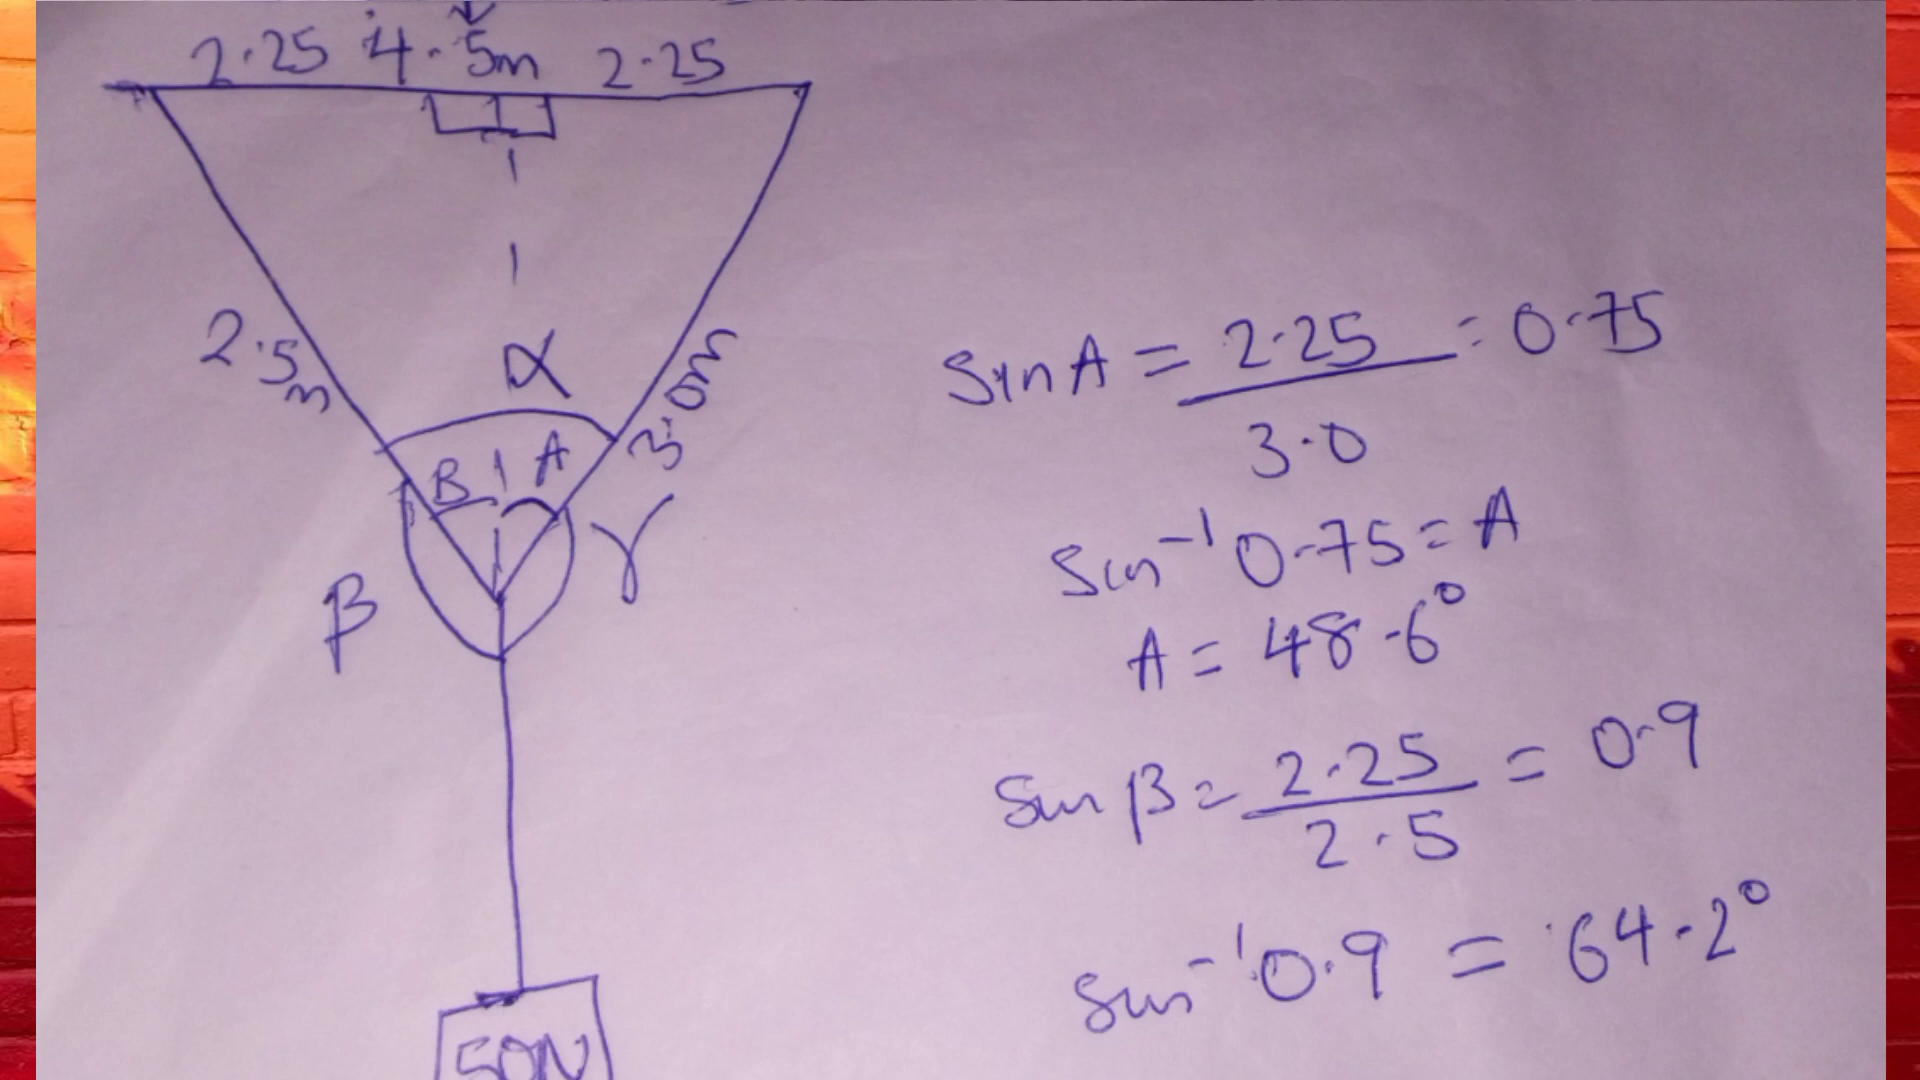 2.25 4.5m 2.25
2.5m
α
3.0m
B A
β
γ
50N
Sin A = 2.25 = 0.75
3.0
Sin⁻¹ 0.75 = A
A = 48.6°
Sin β = 2.25 = 0.9
2.5
Sin⁻¹ 0.9 = 64.2°